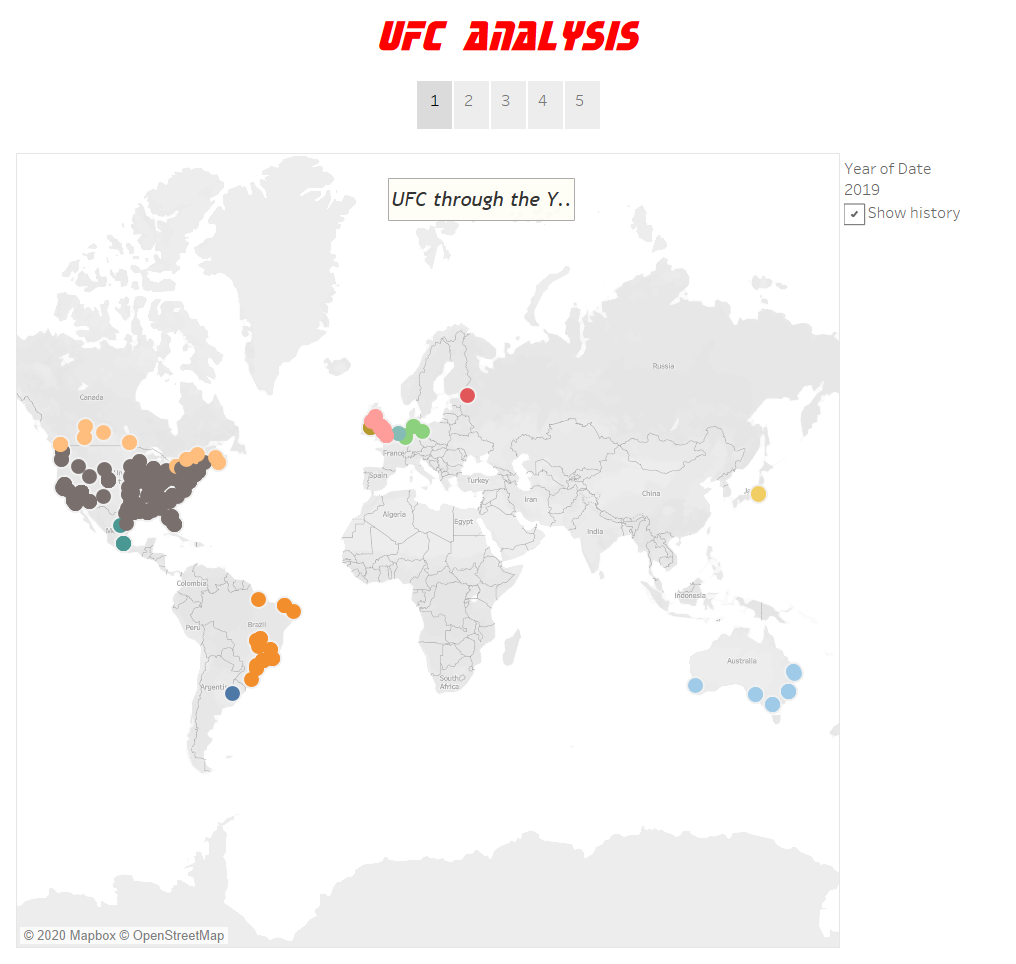 UFC ANALYSIS
1 2 3 4 5
UFC through the Y..
Year of Date
2019
Show history
Russia
Canada
France
Spain
Turkey
China
Iran
Algeria
Egypt
India
Colombia
Indonesia
Brazil
Peru
Australia
South
Africa
© 2020 Mapbox © OpenStreetMap